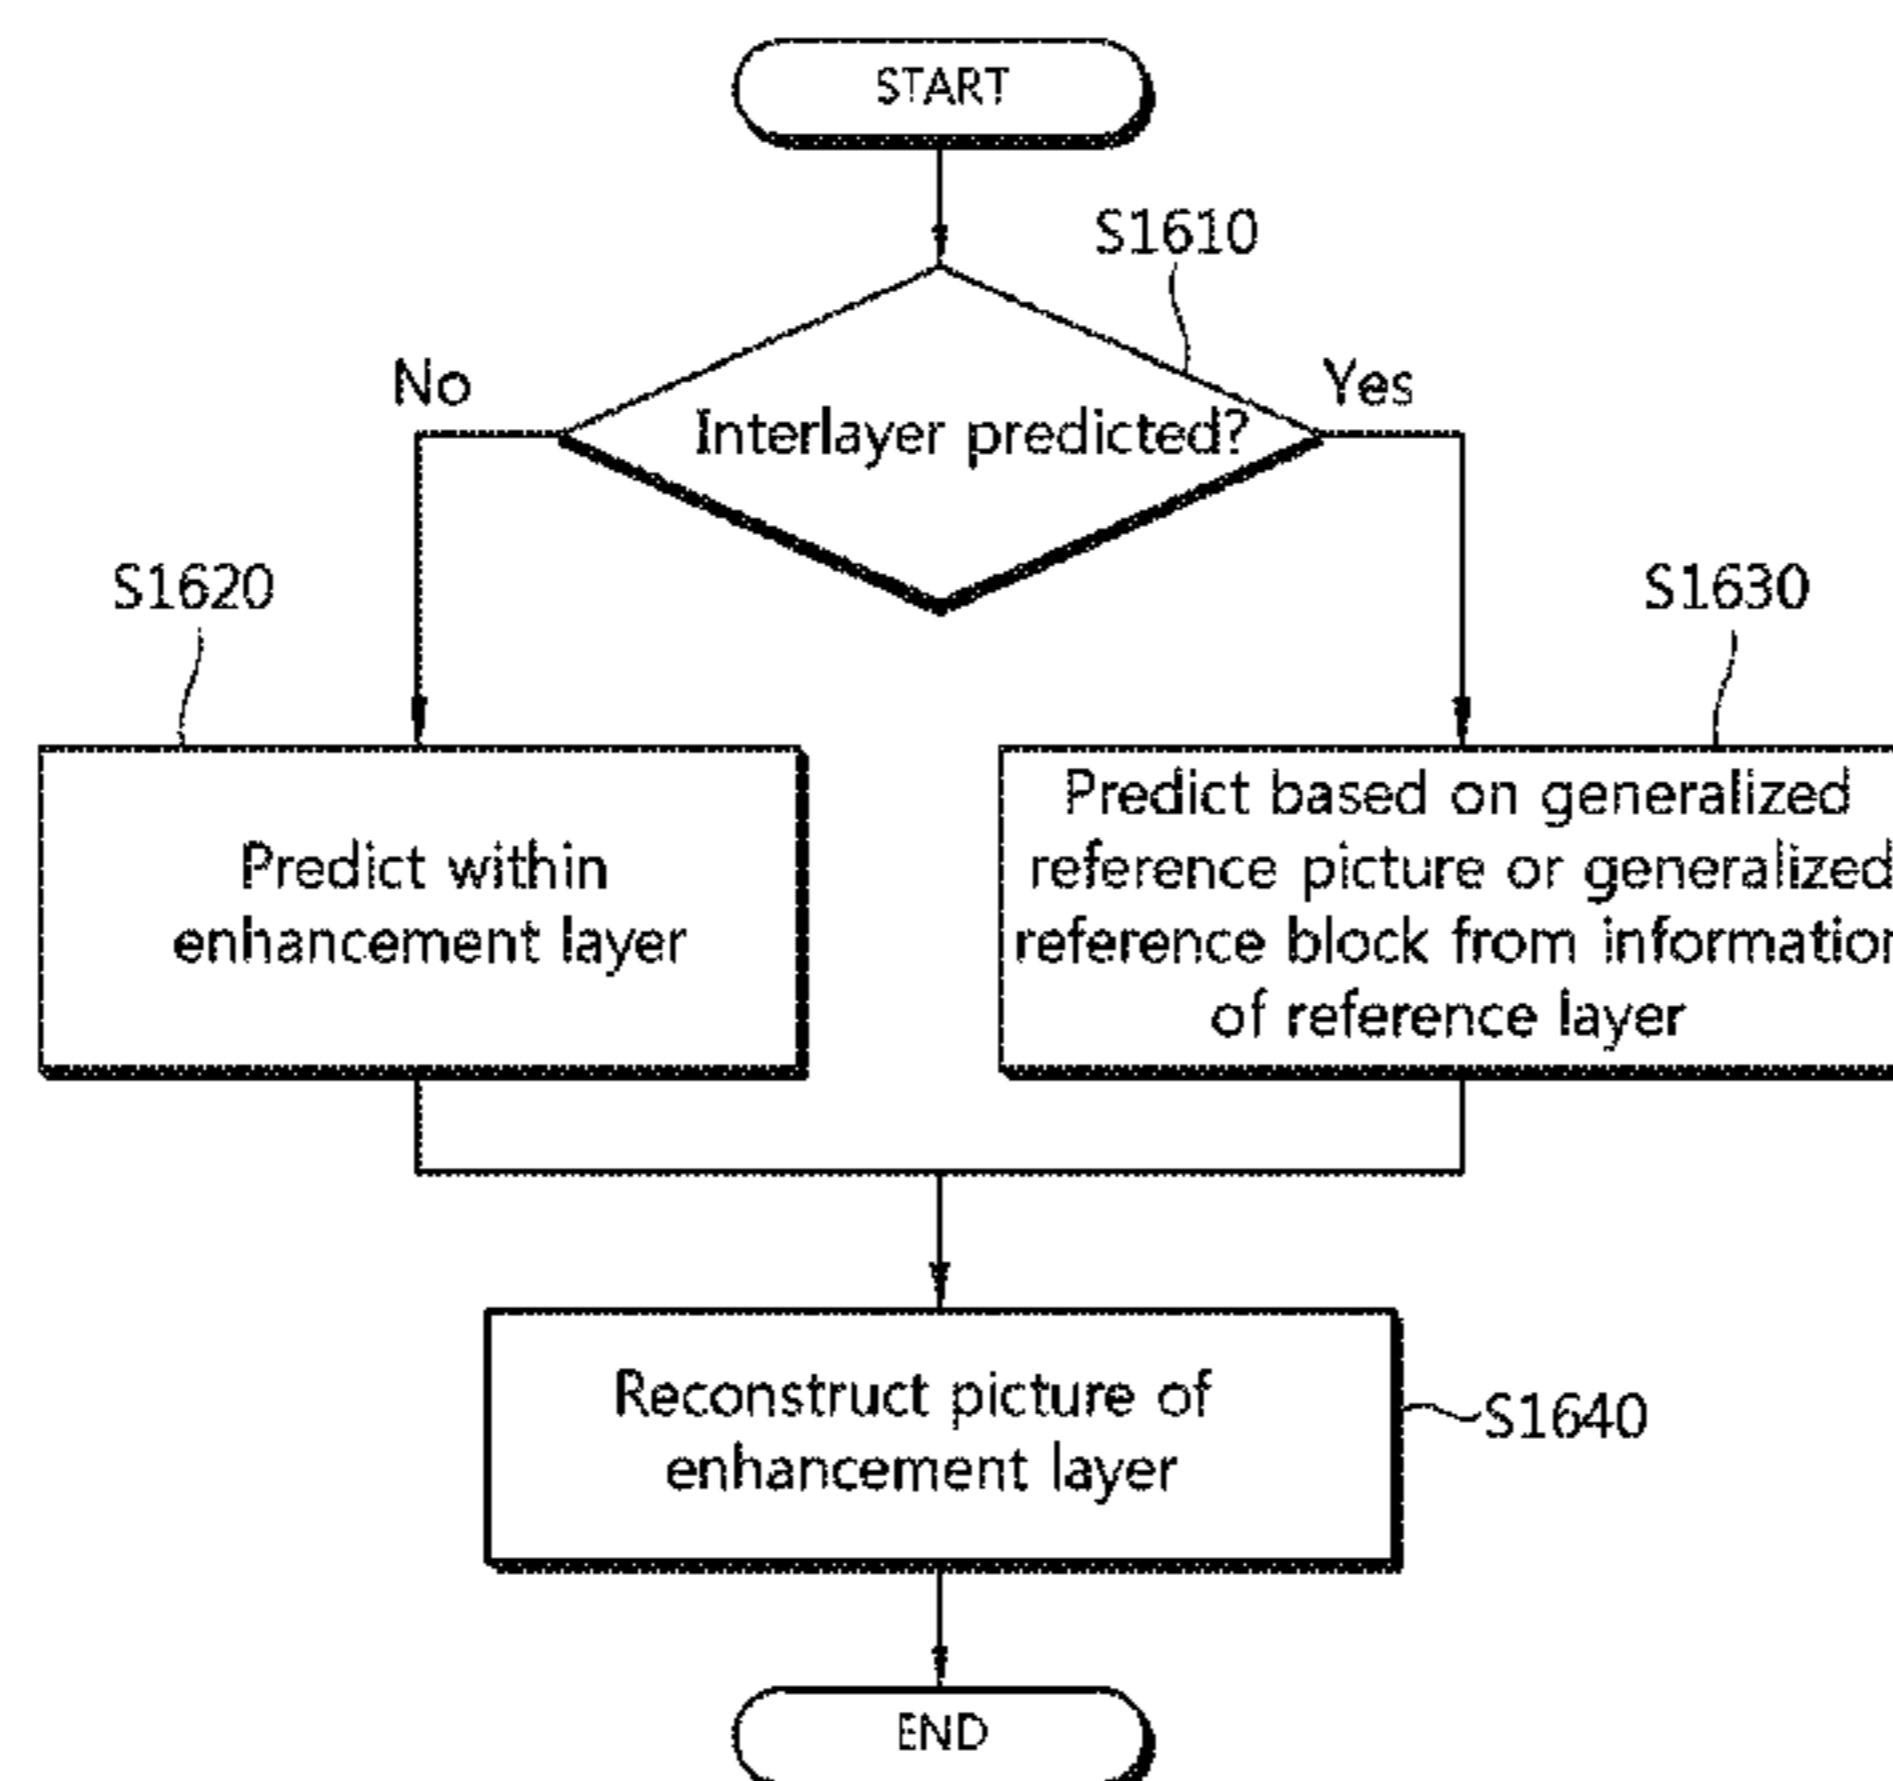 START
S1610
No
Yes
Interlayer predicted?
S1620
S1630
Predict within
enhancement layer
Predict based on generalized
reference picture or generalized
reference block from information
of reference layer
Reconstruct picture of
enhancement layer
S1640
END